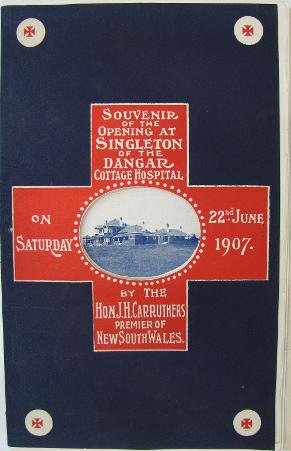 SOUVENIR
OF THE
OPENING AT
SINGLETON
OF THE
DANGAR
COTTAGE HOSPITAL
ON
SATURDAY
22nd JUNE
1907.
BY THE
HON. J. H. CARRUTHERS
PREMIER OF
NEW SOUTH WALES.